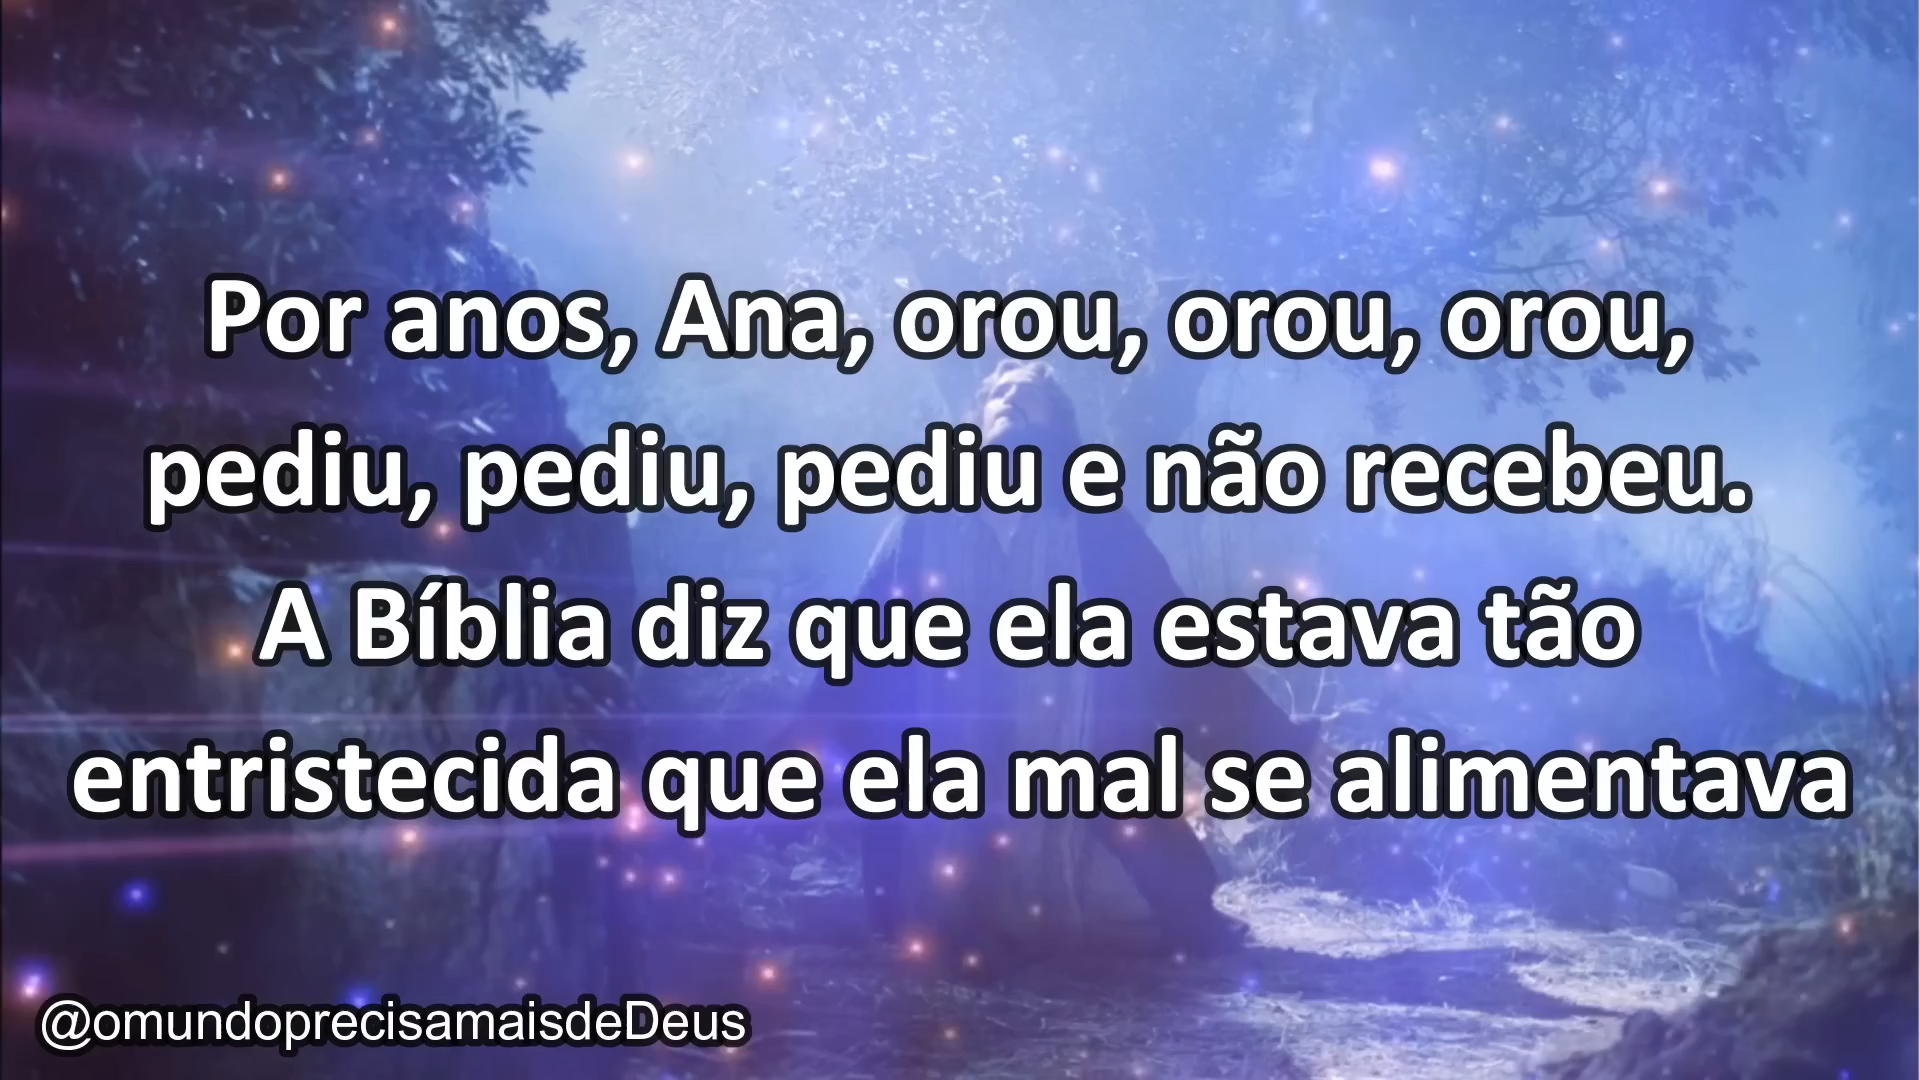 Por anos, Ana, orou, orou, orou,
pediu, pediu, pediu e não recebeu.
A Bíblia diz que ela estava tão
entristecida que ela mal se alimentava
@omundoprecisamaisdeDeus